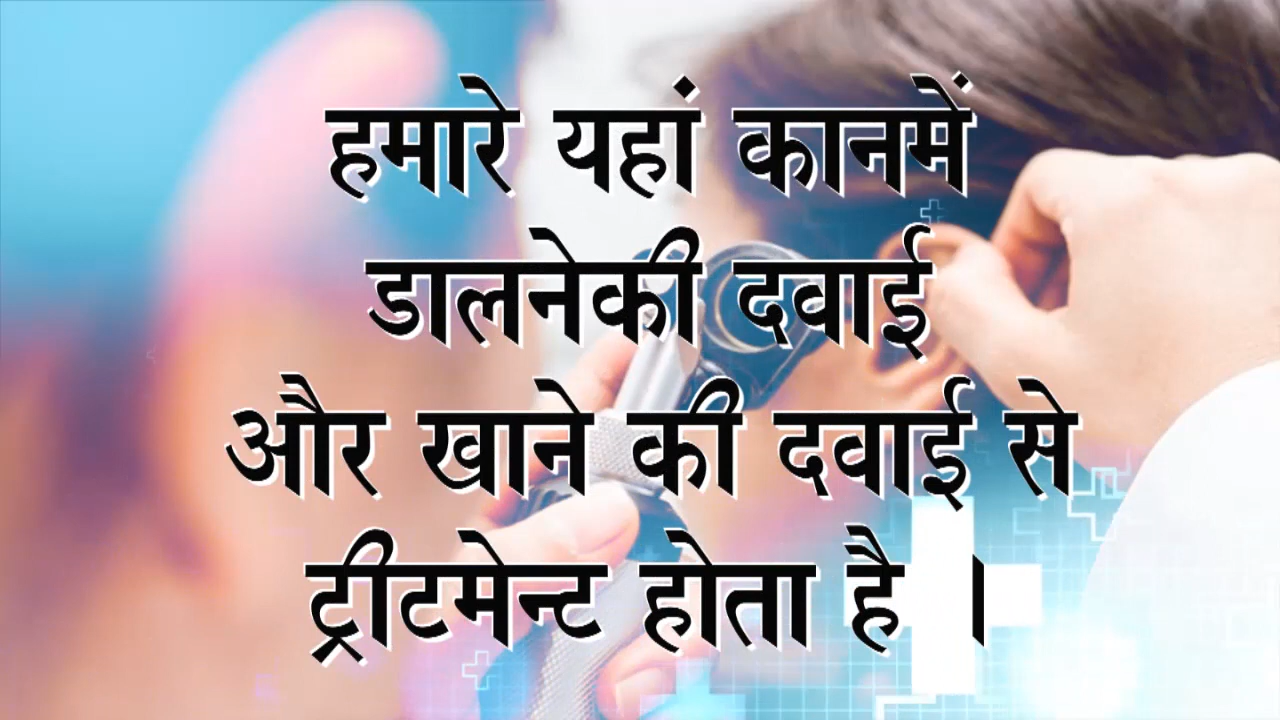 हमारे यहां कानमें
डालनेकी दवाई
और खाने की दवाई से
ट्रीटमेन्ट होता है ।